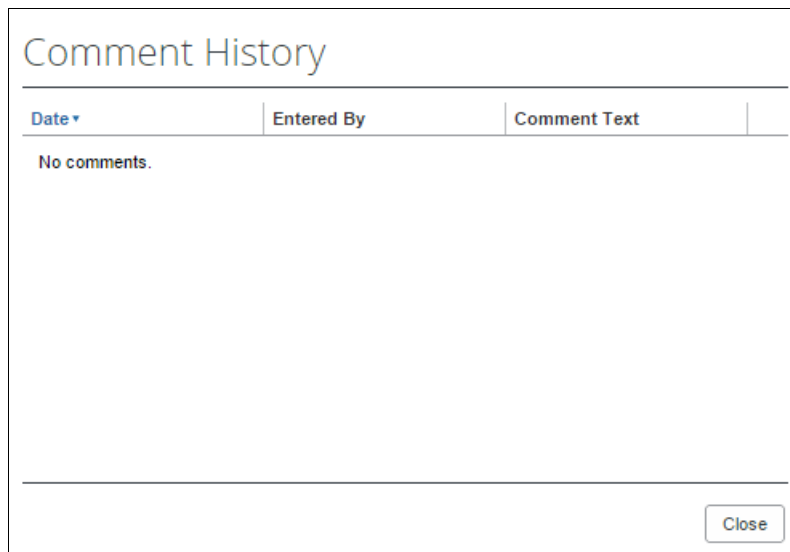 Comment History
Date▾ Entered By Comment Text
No comments.
Close